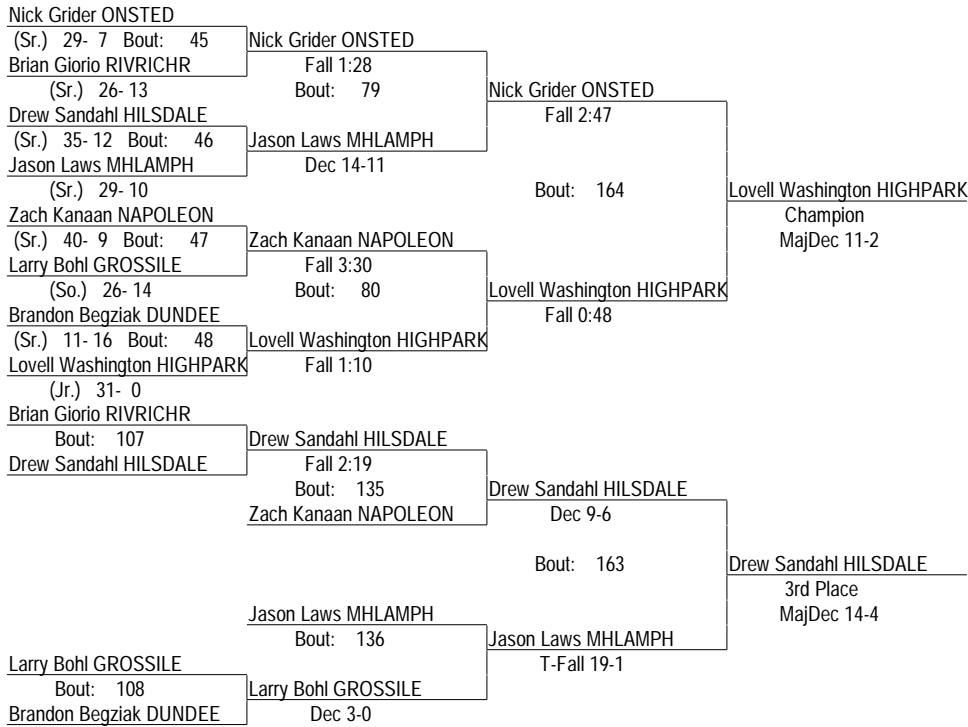 Nick Grider ONSTED
(Sr.) 29- 7 Bout: 45 Nick Grider ONSTED
Brian Giorio RIVRICHR Fall 1:28
(Sr.) 26- 13 Bout: 79 Nick Grider ONSTED
Drew Sandahl HILSDALE Fall 2:47
(Sr.) 35- 12 Bout: 46 Jason Laws MHLAMPH
Jason Laws MHLAMPH Dec 14-11
(Sr.) 29- 10 Bout: 164 Lovell Washington HIGHPARK
Zach Kanaan NAPOLEON Champion
(Sr.) 40- 9 Bout: 47 Zach Kanaan NAPOLEON MajDec 11-2
Larry Bohl GROSSILE Fall 3:30
(So.) 26- 14 Bout: 80 Lovell Washington HIGHPARK
Brandon Begziak DUNDEE Fall 0:48
(Sr.) 11- 16 Bout: 48 Lovell Washington HIGHPARK
Lovell Washington HIGHPARK Fall 1:10
(Jr.) 31- 0
Brian Giorio RIVRICHR
Bout: 107 Drew Sandahl HILSDALE
Drew Sandahl HILSDALE Fall 2:19
Bout: 135 Drew Sandahl HILSDALE
Zach Kanaan NAPOLEON Dec 9-6
Bout: 163 Drew Sandahl HILSDALE
3rd Place
Jason Laws MHLAMPH MajDec 14-4
Bout: 136 Jason Laws MHLAMPH
Larry Bohl GROSSILE T-Fall 19-1
Bout: 108 Larry Bohl GROSSILE
Brandon Begziak DUNDEE Dec 3-0